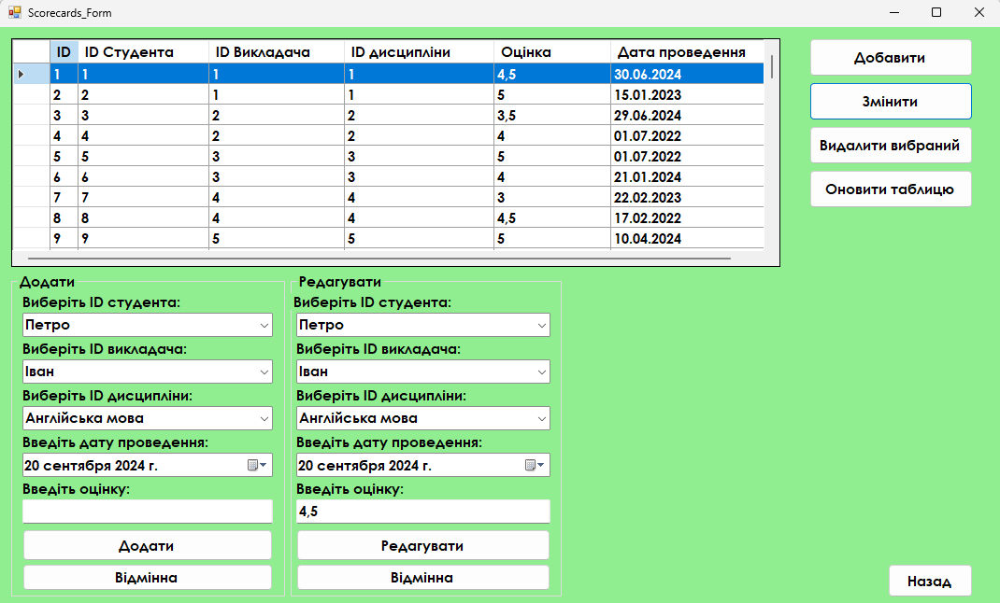 Scorecards_Form
ID ID Студента ID Викладача ID дисципліни Оцінка Дата проведення
1 1 1 1 4,5 30.06.2024
2 2 1 1 5 15.01.2023
3 3 2 2 3,5 29.06.2024
4 4 2 2 4 01.07.2022
5 5 3 3 5 01.07.2022
6 6 3 3 4 21.01.2024
7 7 4 4 3 22.02.2023
8 8 4 4 4,5 17.02.2022
9 9 5 5 5 10.04.2024
Добавити
Змінити
Видалити вибраний
Оновити таблицю
Додати
Виберіть ID студента:
Петро
Виберіть ID викладача:
Іван
Виберіть ID дисципліни:
Англійська мова
Введіть дату проведення:
20 сентября 2024 г.
Введіть оцінку:
Додати
Відмінна
Редагувати
Виберіть ID студента:
Петро
Виберіть ID викладача:
Іван
Виберіть ID дисципліни:
Англійська мова
Введіть дату проведення:
20 сентября 2024 г.
Введіть оцінку:
4,5
Редагувати
Відмінна
Назад